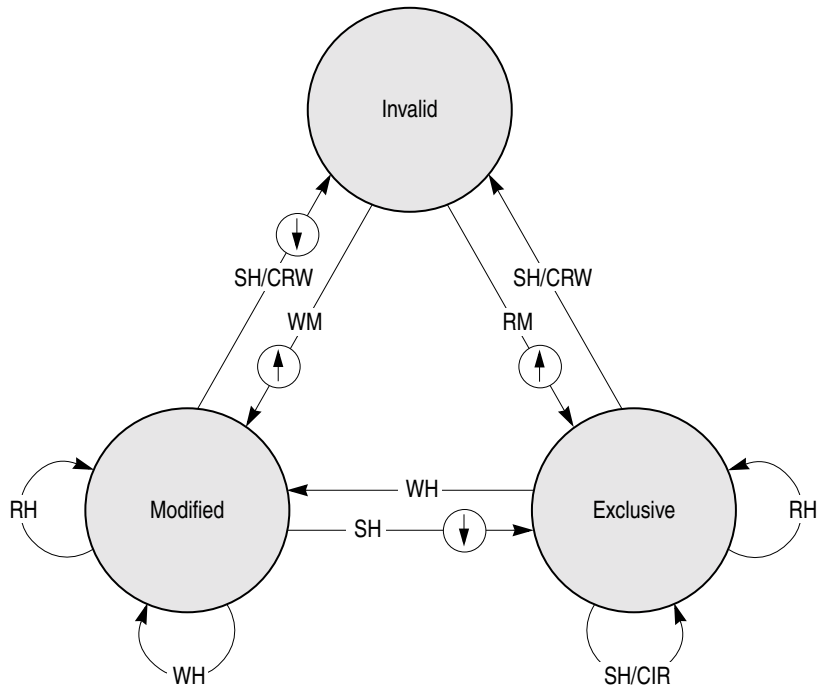 Invalid
SH/CRW
SH/CRW
WM
RM
WH
RH
Modified
Exclusive
RH
SH
WH
SH/CIR